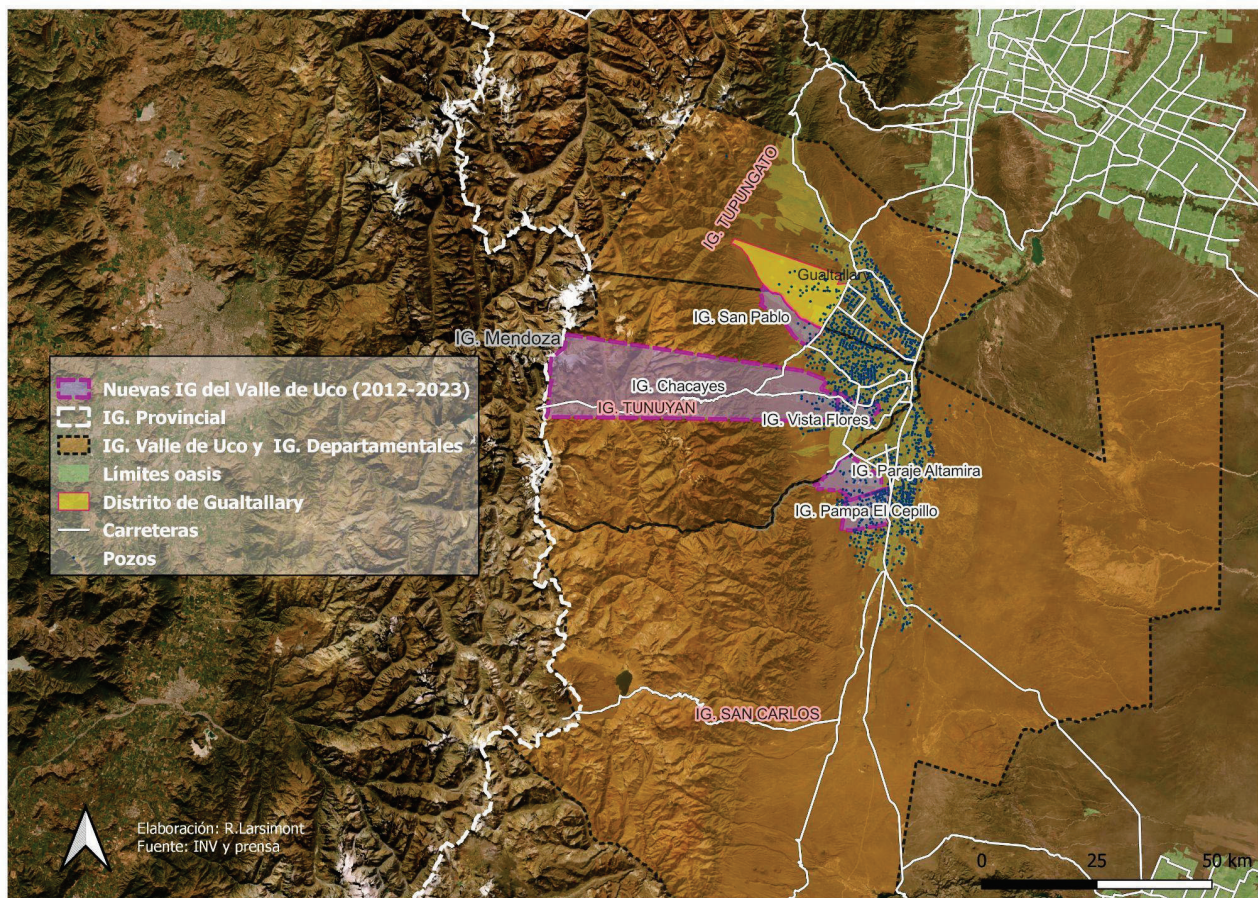 IG. TUPUNGATO
Gualtallary
IG. San Pablo
IG. Mendoza
IG. Chacayes
IG. TUNUYAN
IG. Vista Flores
IG. Paraje Altamira
IG. Pampa El Cepillo
IG. SAN CARLOS
Nuevas IG del Valle de Uco (2012-2023)
IG. Provincial
IG. Valle de Uco y IG. Departamentales
Límites oasis
Distrito de Gualtallary
Carreteras
Pozos
Elaboración: R.Larsimont
Fuente: INV y prensa
0 25 50 km